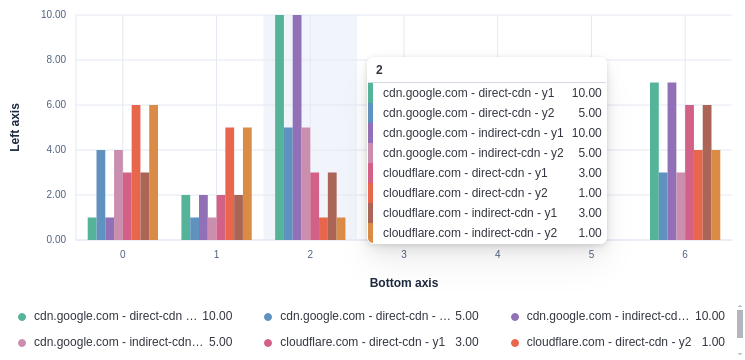 10.00
8.00
6.00
4.00
2.00
0.00
Left axis
2
cdn.google.com - direct-cdn - y1 10.00
cdn.google.com - direct-cdn - y2 5.00
cdn.google.com - indirect-cdn - y1 10.00
cdn.google.com - indirect-cdn - y2 5.00
cloudflare.com - direct-cdn - y1 3.00
cloudflare.com - direct-cdn - y2 1.00
cloudflare.com - indirect-cdn - y1 3.00
cloudflare.com - indirect-cdn - y2 1.00
0 1 2 3 4 5 6
Bottom axis
cdn.google.com - direct-cdn … 10.00 cdn.google.com - direct-cdn - … 5.00 cdn.google.com - indirect-cd… 10.00
cdn.google.com - indirect-cdn… 5.00 cloudflare.com - direct-cdn - y1 3.00 cloudflare.com - direct-cdn - y2 1.00